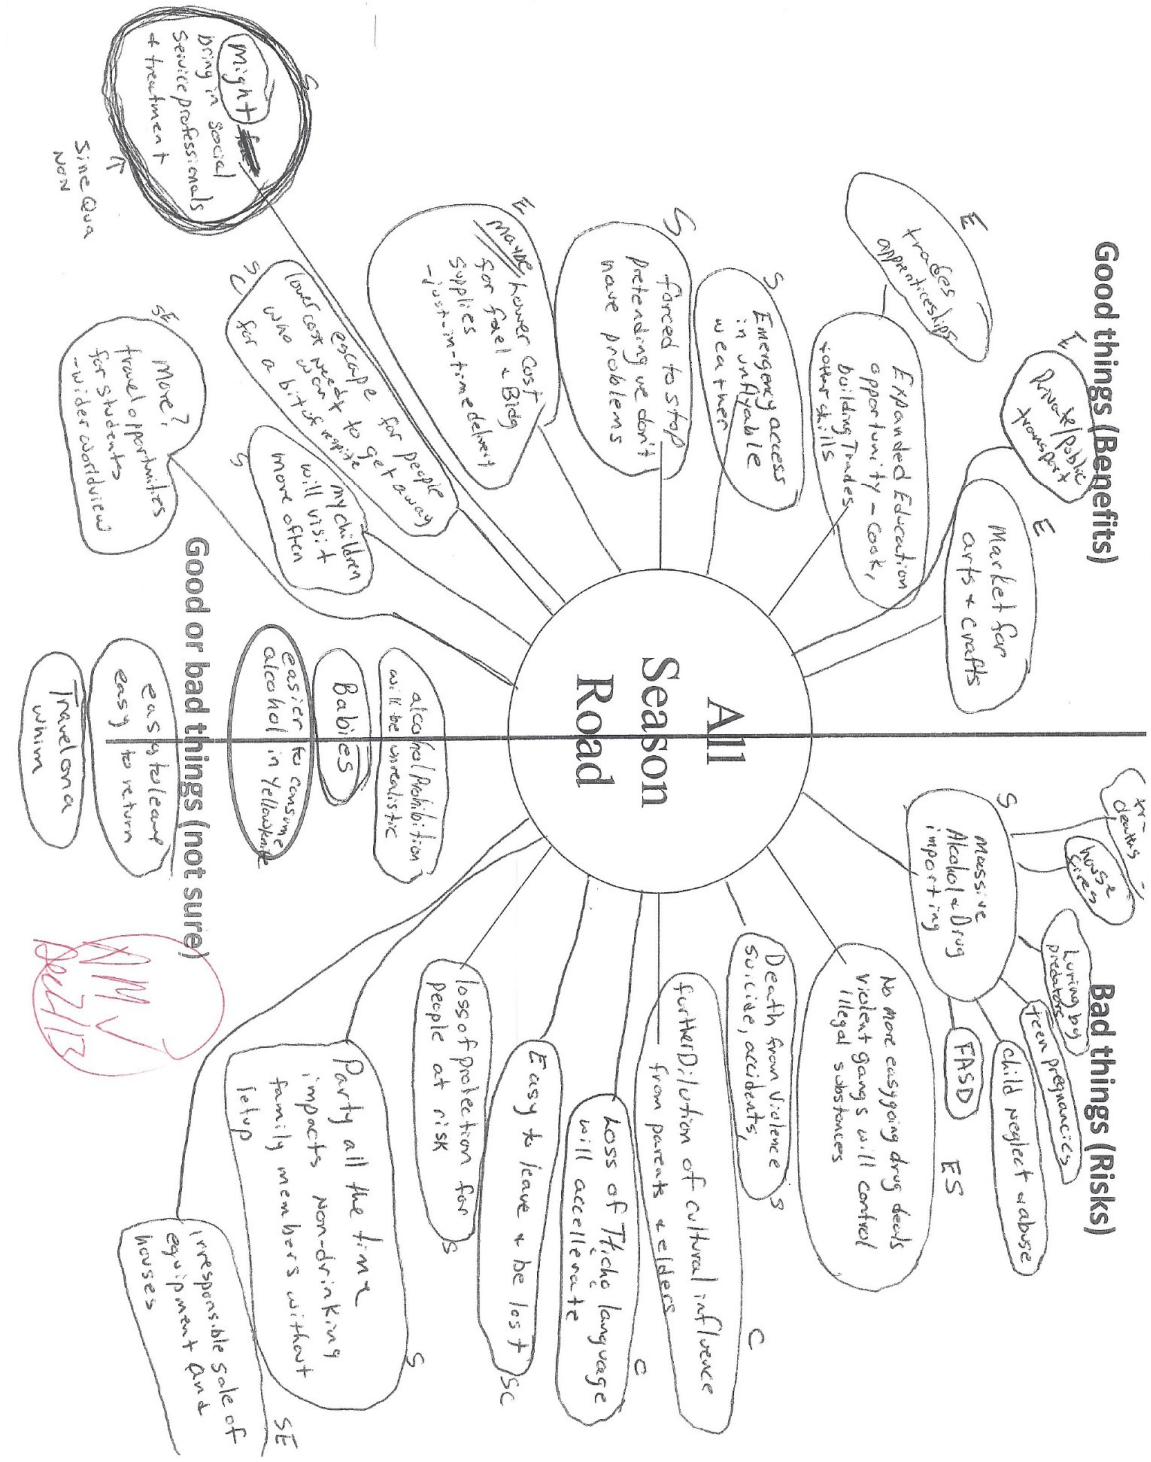 Good things (Benefits)
E
Private/public
transport
E
Market for
arts & crafts
E
trades
apprenticeships
Expanded Education
opportunity - cook,
building Trades
+ other skills
S
Emergency access
in unflyable
weather
S
forced to stop
pretending we don't
have problems
E
Maybe Lower Cost
for fuel & Bldg
supplies
- just-in-time delivery
S
Might
bring in social
service professionals
& treatment
Sine Qua
Non
S
C
escape for people
lower cost
who want to get away
for a bit of respite
S
my children
will visit
more often
SE
More?
travel opportunities
for students
- wider worldview
All
Season
Road
Good or bad things (not sure)
alcohol Prohibition
will be unrealistic
Babies
easier to consume
alcohol in Yellowknife
easy to leave
easy to return
Travel on a
whim
Bad things (Risks)
deaths
house
fires
S
Massive
Alcohol & Drug
importing
Luring by
predators
teen pregnancies
child neglect & abuse
FASD
ES
No more easygoing drug deals
violent gangs will control
illegal substances
Death from violence
suicide, accidents,
S
further Dilution of cultural influence
from parents & elders
C
Loss of Tłįchǫ language
will accellerate
C
Easy to leave & be lost
SC
loss of protection for
people at risk
S
Party all the time
impacts non-drinking
family members without
letup
S
irresponsible sale of
equipment and
houses
SE